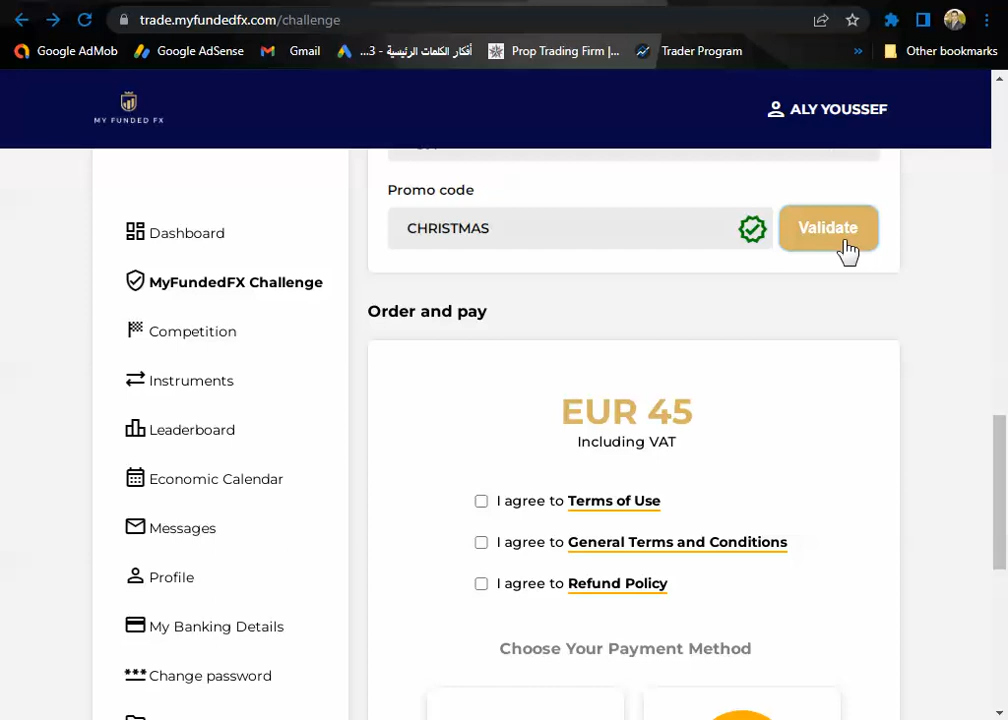 trade.myfundedfx.com/challenge
Google AdMob
Google AdSense
Gmail
أفكار الكلمات الرئيسية - 3...
Prop Trading Firm |...
Trader Program
»
Other bookmarks
MY FUNDED FX
ALY YOUSSEF
Promo code
CHRISTMAS
Validate
Dashboard
MyFundedFX Challenge
Competition
Instruments
Leaderboard
Economic Calendar
Messages
Profile
My Banking Details
*** Change password
Order and pay
EUR 45
Including VAT
I agree to Terms of Use
I agree to General Terms and Conditions
I agree to Refund Policy
Choose Your Payment Method